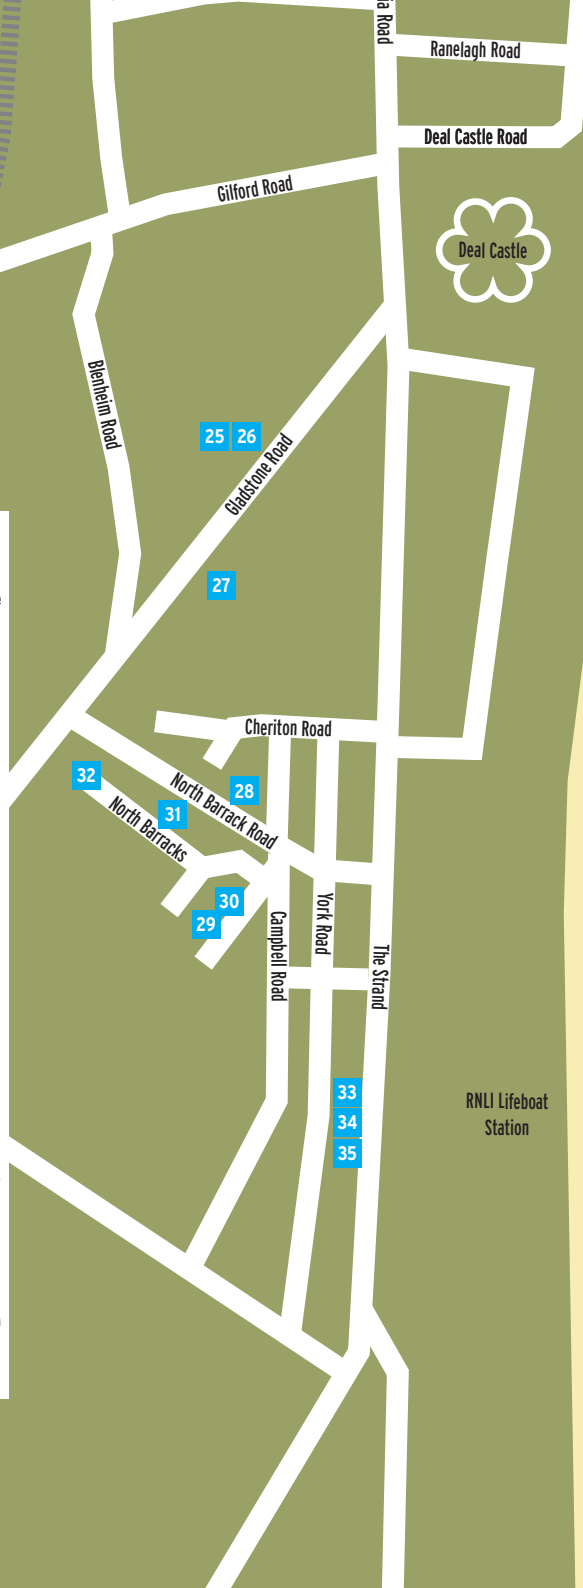 ia Road
Ranelagh Road
Deal Castle Road
Gilford Road
Deal Castle
Blenheim Road
25 26
Gladstone Road
27
Cheriton Road
32
28
31
North Barrack Road
North Barracks
30
29
York Road
Campbell Road
The Strand
33
34
35
RNLI Lifeboat
Station